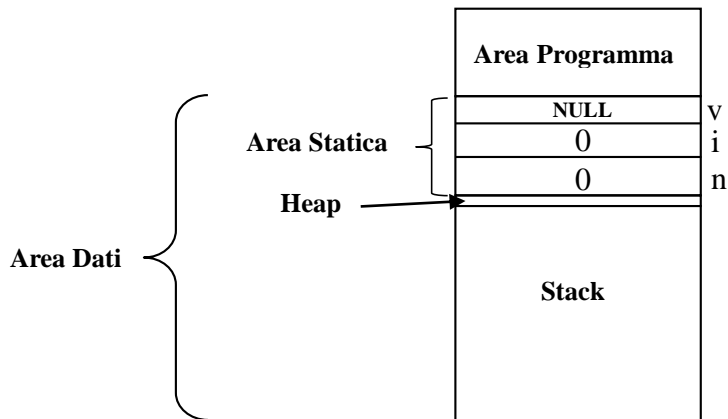 Area Programma
NULL v
Area Statica 0 i
0 n
Heap
Area Dati
Stack